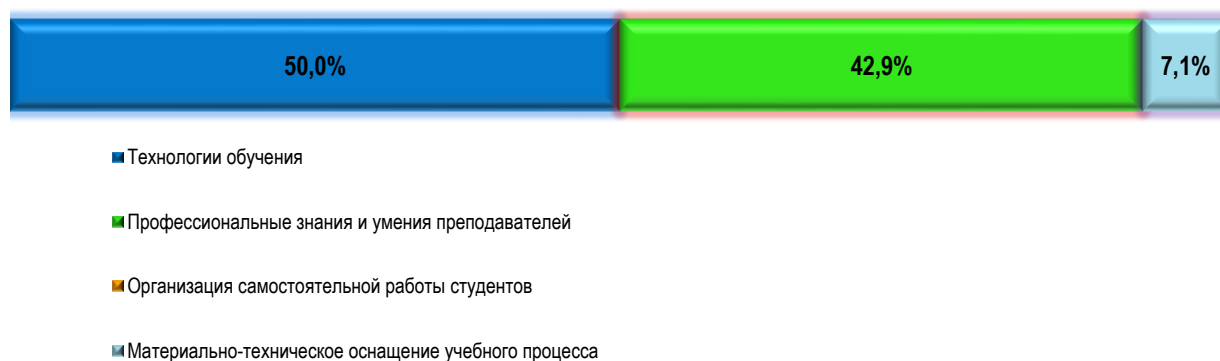 50,0% 42,9% 7,1%
Технологии обучения
Профессиональные знания и умения преподавателей
Организация самостоятельной работы студентов
Материально-техническое оснащение учебного процесса